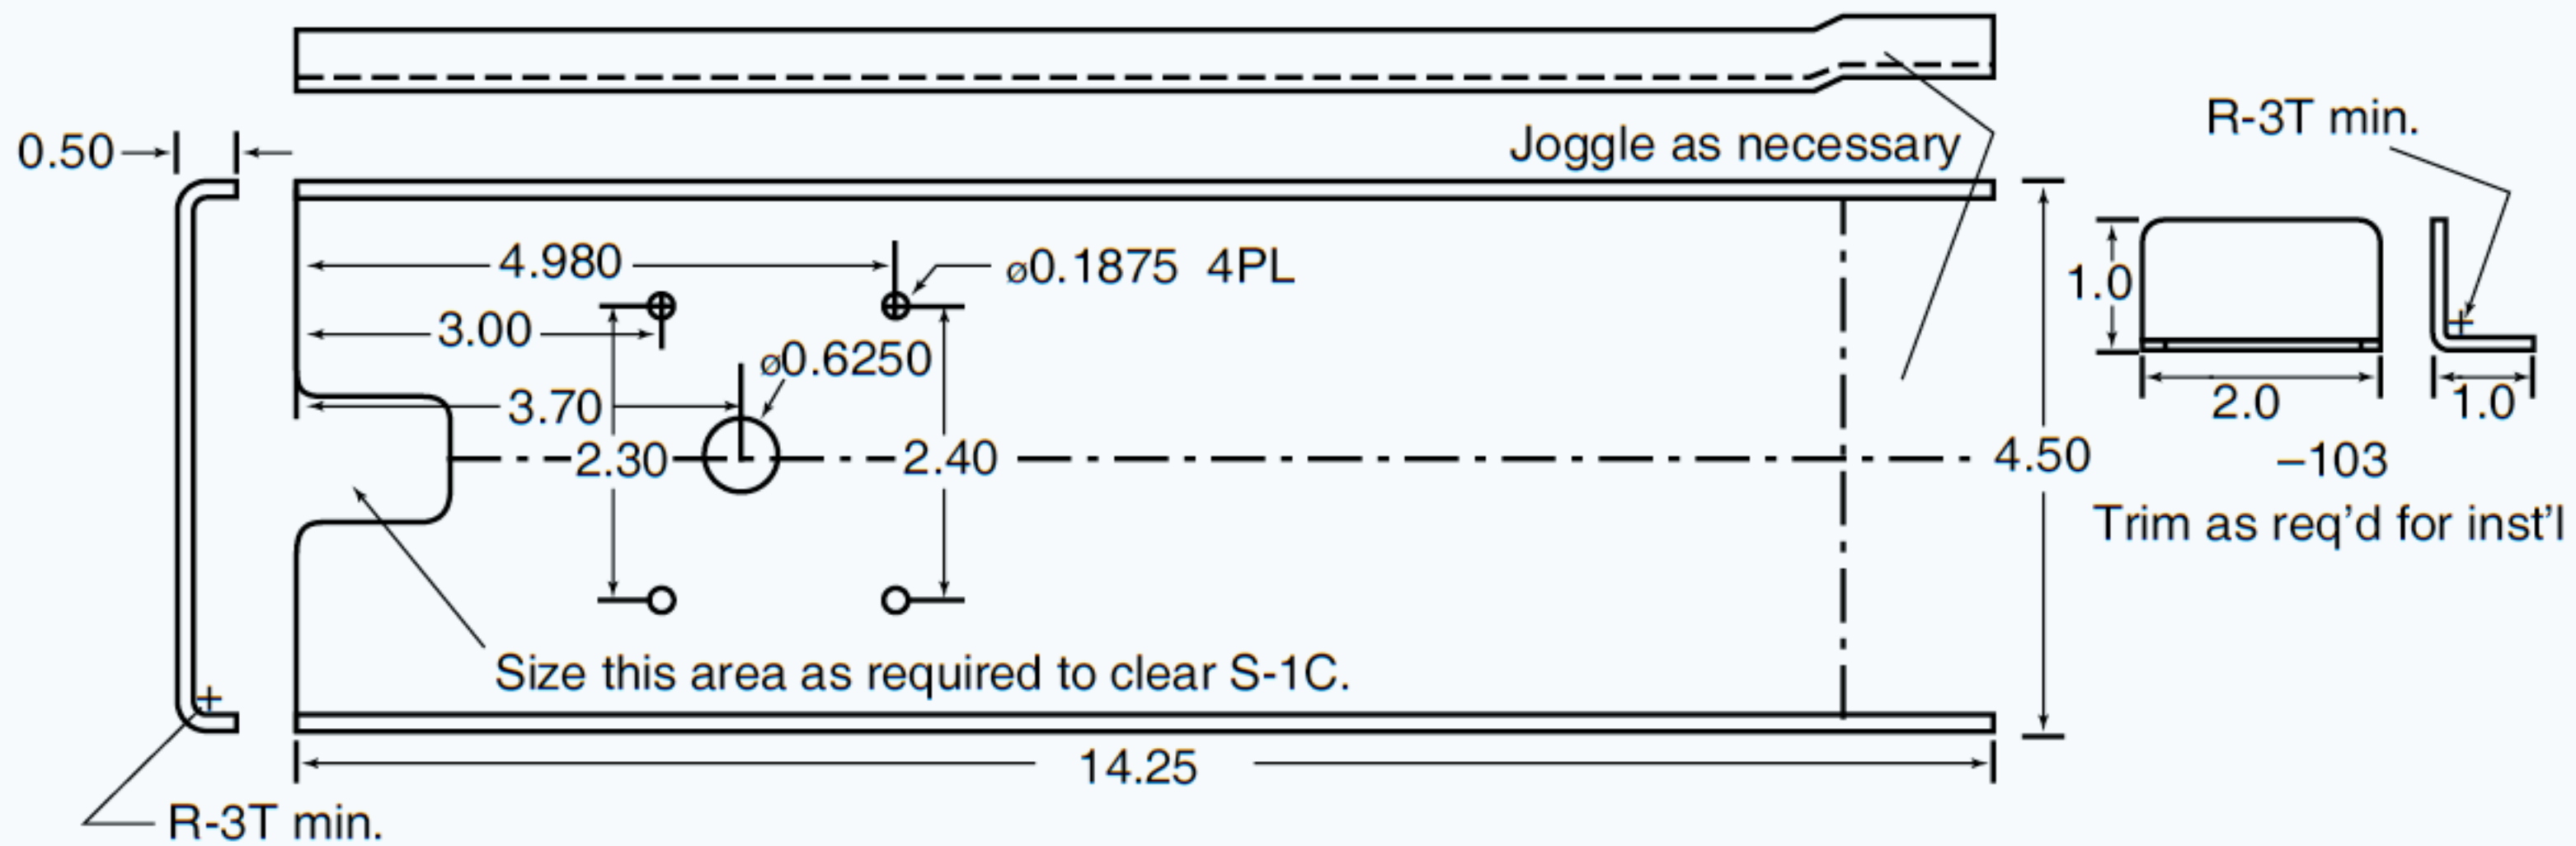 0.50
Joggle as necessary
R-3T min.
4.980
ø0.1875 4PL
3.00
ø0.6250
3.70
2.30
2.40
4.50
1.0
2.0
1.0
–103
Trim as req’d for inst’l
Size this area as required to clear S-1C.
14.25
R-3T min.